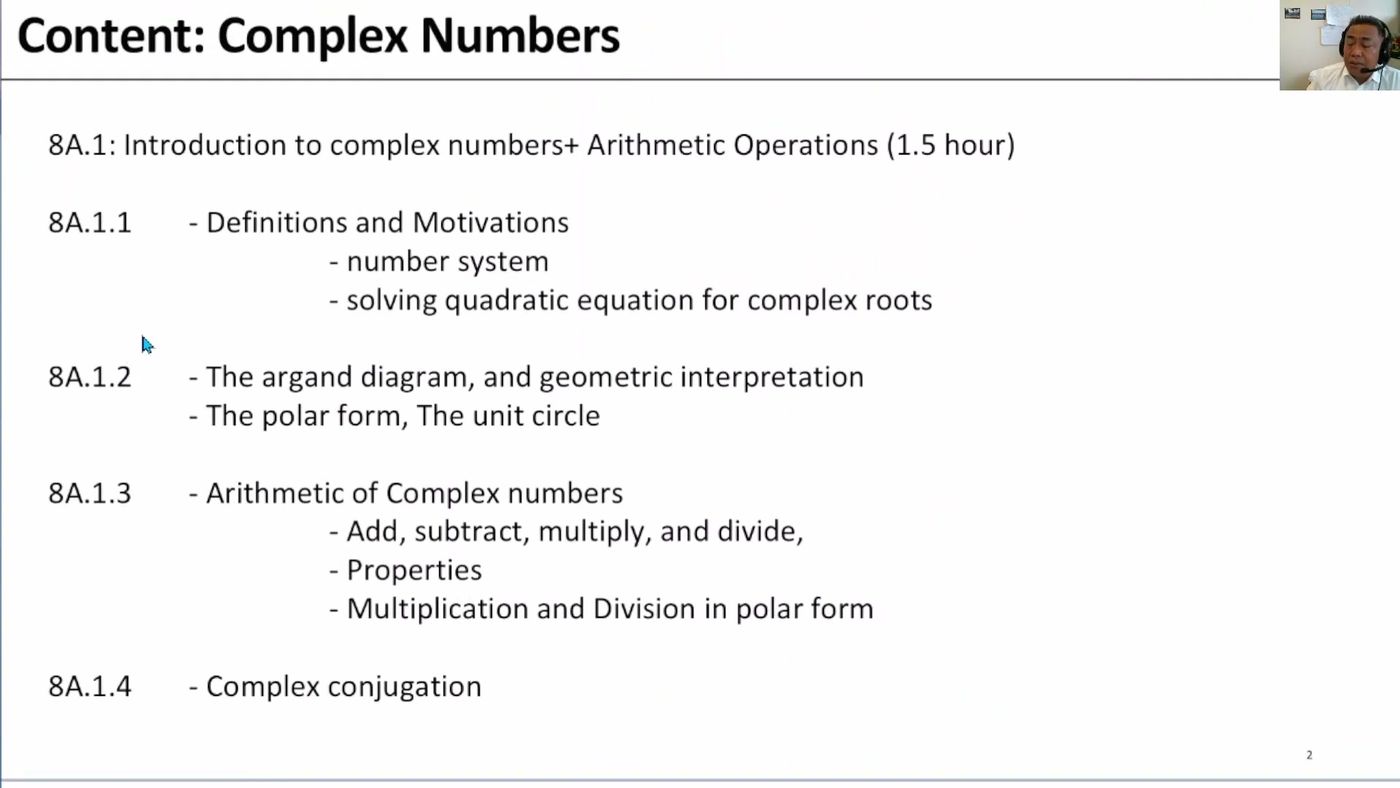 Content: Complex Numbers
8A.1: Introduction to complex numbers+ Arithmetic Operations (1.5 hour)
8A.1.1 - Definitions and Motivations
- number system
- solving quadratic equation for complex roots
8A.1.2 - The argand diagram, and geometric interpretation
- The polar form, The unit circle
8A.1.3 - Arithmetic of Complex numbers
- Add, subtract, multiply, and divide,
- Properties
- Multiplication and Division in polar form
8A.1.4 - Complex conjugation
2